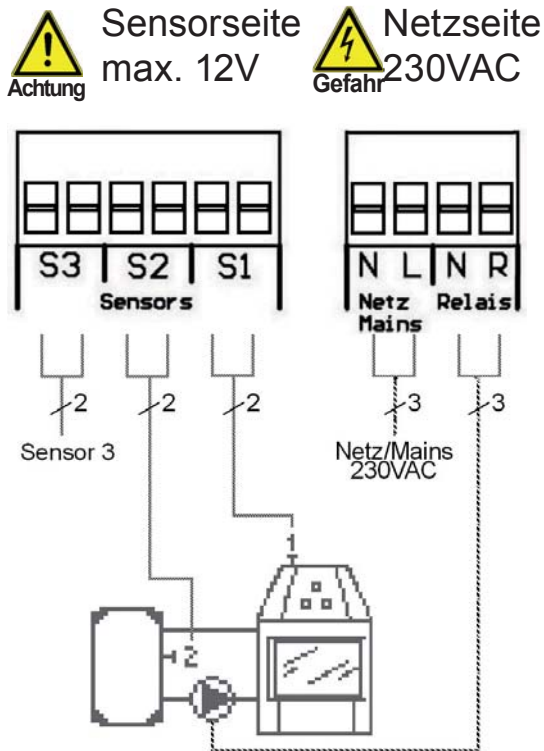 Sensorseite
max. 12V
Achtung
Netzseite
230VAC
Gefahr
S3 S2 S1
Sensors
N L N R
Netz Relais
Mains
2 2 2 3 3
Sensor 3
Netz/Mains
230VAC
1
2